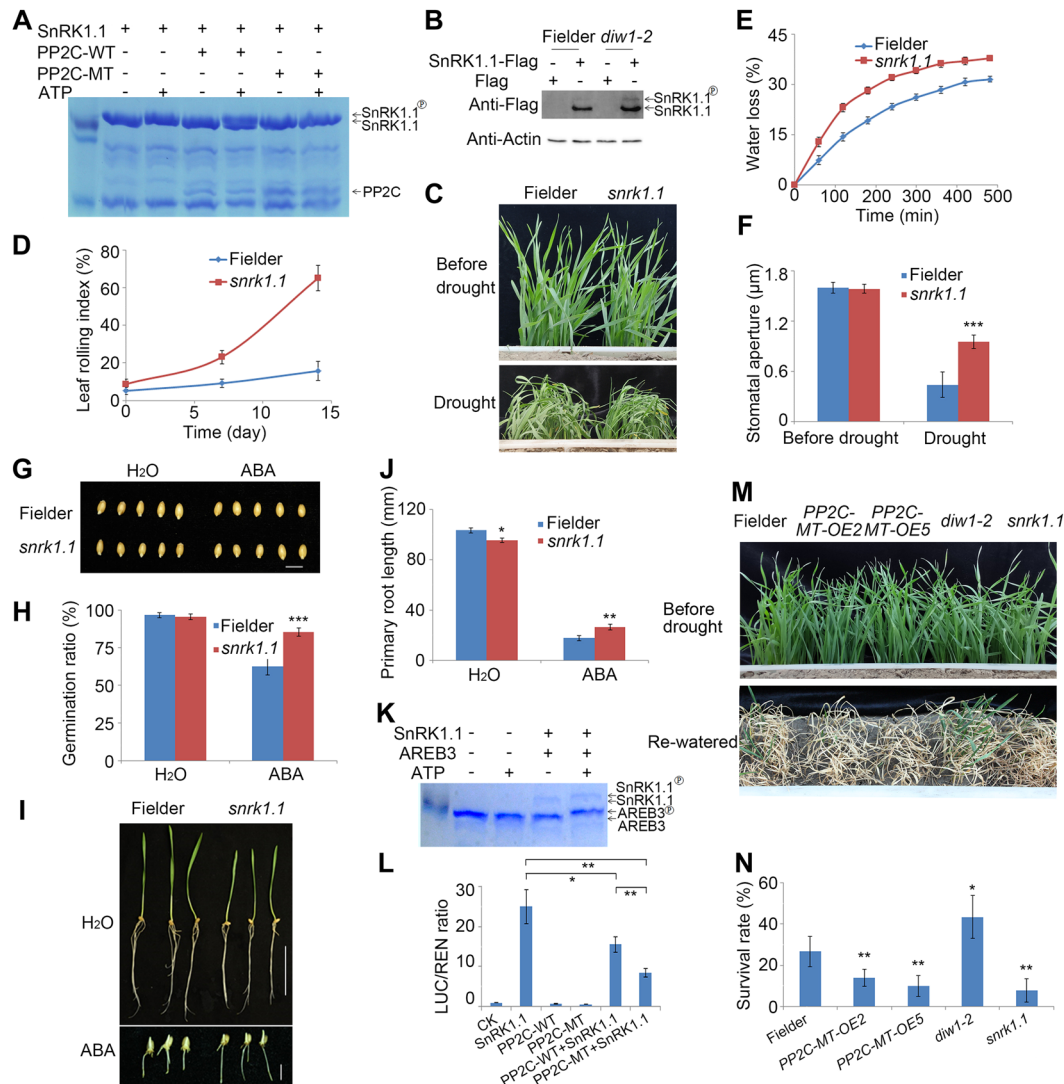 A
SnRK1.1 + + + + + +
PP2C-WT - - + + - -
PP2C-MT - - - - + +
ATP - + - + - +
SnRK1.1Ⓟ
SnRK1.1
PP2C
B
Fielder diw1-2
SnRK1.1-Flag - + - +
Flag + - + -
Anti-Flag
SnRK1.1Ⓟ
SnRK1.1
Anti-Actin
C
Fielder snrk1.1
Before
drought
Drought
D
Leaf rolling index (%)
80
60
40
20
0
0 5 10 15
Time (day)
Fielder
snrk1.1
E
Water loss (%)
45
30
15
0
0 100 200 300 400 500
Time (min)
Fielder
snrk1.1
F
Stomatal aperture (µm)
1.8
1.2
0.6
0
Fielder
snrk1.1
***
Before drought Drought
G
H2O ABA
Fielder
snrk1.1
H
Germination ratio (%)
100
75
50
25
0
Fielder
snrk1.1
***
H2O ABA
I
Fielder snrk1.1
H2O
ABA
J
Primary root length (mm)
120
80
40
0
Fielder
snrk1.1
*
**
H2O ABA
K
SnRK1.1 - - + +
AREB3 - - + +
ATP - + - +
SnRK1.1Ⓟ
SnRK1.1
AREB3Ⓟ
AREB3
L
LUC/REN ratio
30
20
10
0
**
*
**
CK
SnRK1.1
PP2C-WT
PP2C-MT
PP2C-WT+SnRK1.1
PP2C-MT+SnRK1.1
M
Fielder PP2C-MT-OE2 PP2C-MT-OE5 diw1-2 snrk1.1
Before
drought
Re-watered
N
Survival rate (%)
60
40
20
0
**
**
*
**
Fielder
PP2C-MT-OE2
PP2C-MT-OE5
diw1-2
snrk1.1